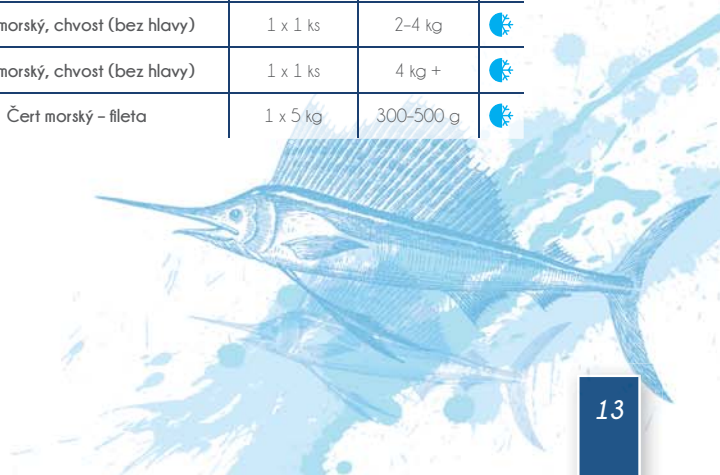 morský, chvost (bez hlavy) 1 x 1 ks 2–4 kg
morský, chvost (bez hlavy) 1 x 1 ks 4 kg +
Čert morský – fileta 1 x 5 kg 300–500 g
13